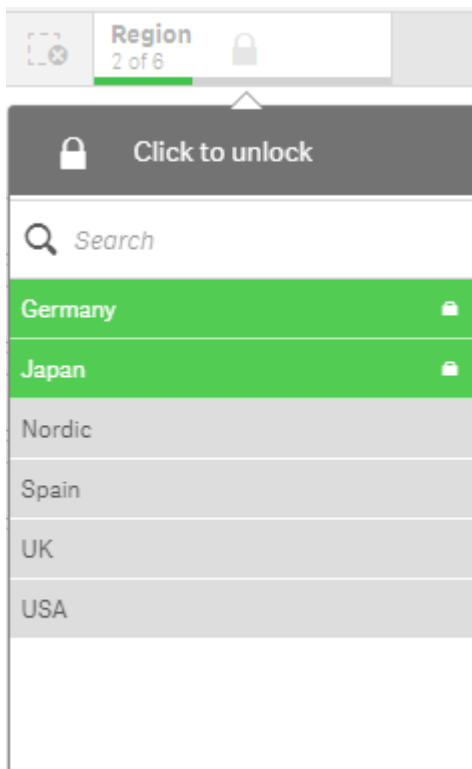 Region
2 of 6
Click to unlock
Search
Germany
Japan
Nordic
Spain
UK
USA